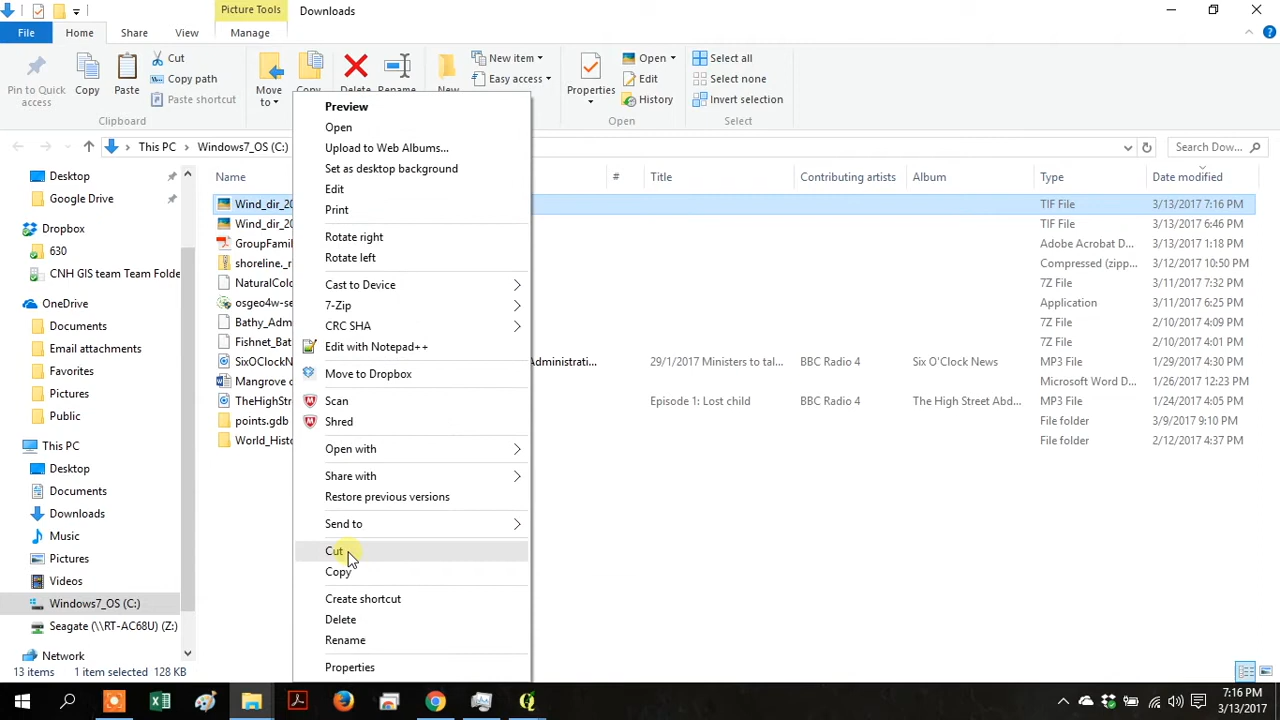 Picture Tools
Downloads
File
Home
Share
View
Manage
Pin to Quick
access
Copy
Paste
Cut
Copy path
Paste shortcut
Clipboard
Move
to
Copy
Delete
Rename
New
New item
Easy access
Properties
Open
Edit
History
Open
Select all
Select none
Invert selection
Select
This PC
Windows7_OS (C:)
Search Dow...
Name
#
Title
Contributing artists
Album
Type
Date modified
Desktop
Google Drive
Dropbox
630
CNH GIS team Team Folde
OneDrive
Documents
Email attachments
Favorites
Pictures
Public
This PC
Desktop
Documents
Downloads
Music
Pictures
Videos
Windows7_OS (C:)
Seagate (\\RT-AC68U) (Z:)
Network
Wind_dir_20 TIF File 3/13/2017 7:16 PM
Wind_dir_20 TIF File 3/13/2017 6:46 PM
GroupFamil Adobe Acrobat D... 3/13/2017 1:18 PM
shoreline._r Compressed (zipp... 3/12/2017 10:50 PM
NaturalColo 7Z File 3/11/2017 7:32 PM
osgeo4w-se Application 3/11/2017 6:25 PM
Bathy_Adm 7Z File 2/10/2017 4:09 PM
Fishnet_Bat 7Z File 2/10/2017 4:01 PM
SixOClockN Administrati... 29/1/2017 Ministers to tal... BBC Radio 4 Six O'Clock News MP3 File 1/29/2017 4:30 PM
Mangrove c Microsoft Word D... 1/26/2017 12:23 PM
TheHighStr Episode 1: Lost child BBC Radio 4 The High Street Abd... MP3 File 1/24/2017 4:05 PM
points.gdb File folder 3/9/2017 9:10 PM
World_Histo File folder 2/12/2017 4:37 PM
Preview
Open
Upload to Web Albums...
Set as desktop background
Edit
Print
Rotate right
Rotate left
Cast to Device
7-Zip
CRC SHA
Edit with Notepad++
Move to Dropbox
Scan
Shred
Open with
Share with
Restore previous versions
Send to
Cut
Copy
Create shortcut
Delete
Rename
Properties
13 items 1 item selected 128 KB
7:16 PM
3/13/2017